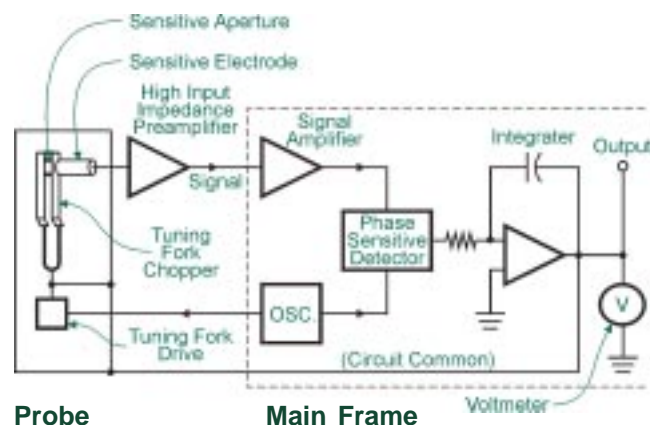 Sensitive Aperture
Sensitive Electrode
High Input
Impedance
Preamplifier
Signal
Amplifier
Integrater
Output
Signal
Phase
Sensitive
Detector
Tuning
Fork
Chopper
OSC.
V
Tuning Fork
Drive
(Circuit Common)
Voltmeter
Probe
Main Frame